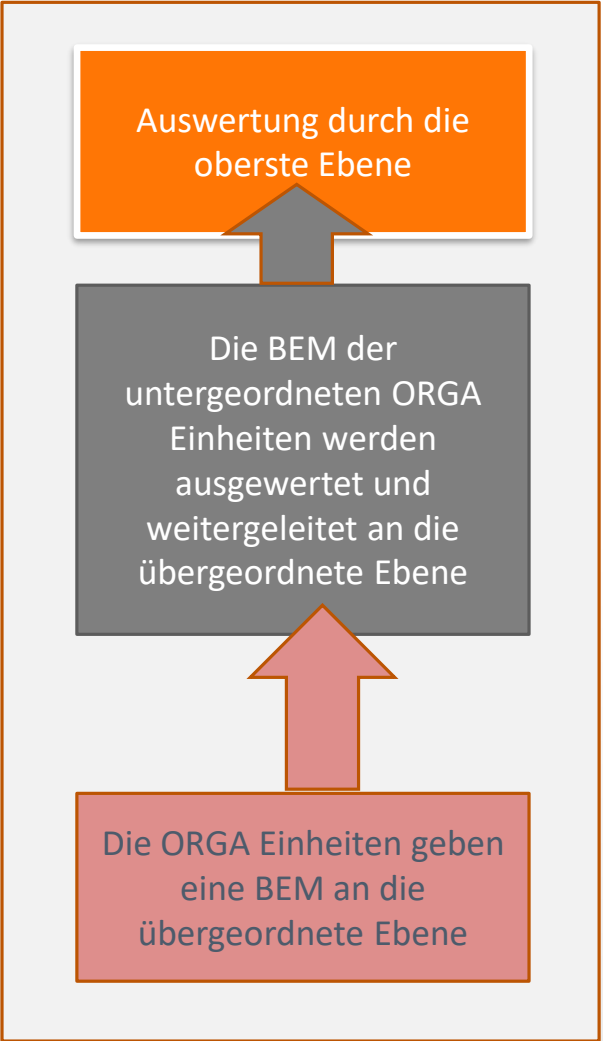 Auswertung durch die
oberste Ebene
Die BEM der
untergeordneten ORGA
Einheiten werden
ausgewertet und
weitergeleitet an die
übergeordnete Ebene
Die ORGA Einheiten geben
eine BEM an die
übergeordnete Ebene